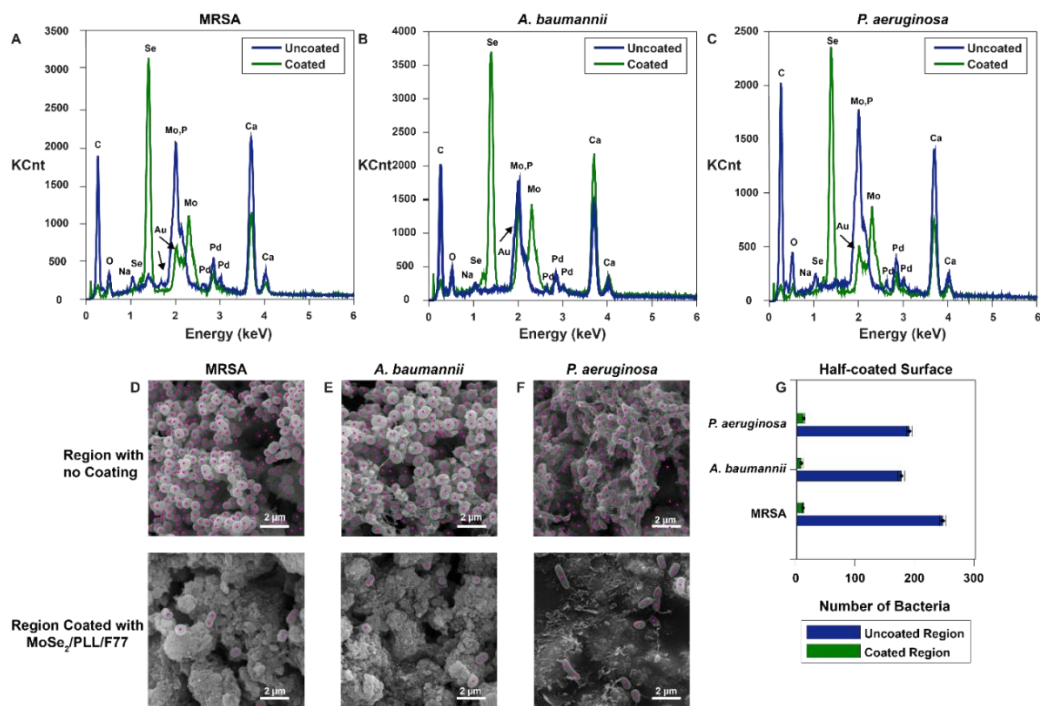 MRSA
A
3500
3000
2500
2000
1500
1000
500
0
KCnt
0 1 2 3 4 5 6
Energy (keV)
Uncoated
Coated
C
O
Na
Se
Se
Au
Mo,P
Mo
Pd
Pd
Pd
Ca
Ca
A. baumannii
B
4000
3500
3000
2500
2000
1500
1000
500
0
KCnt
0 1 2 3 4 5 6
Energy (keV)
Uncoated
Coated
C
O
Na
Se
Se
Au
Mo,P
Mo
Pd
Pd
Pd
Ca
Ca
P. aeruginosa
C
2500
2000
1500
1000
500
0
KCnt
0 1 2 3 4 5 6
Energy (keV)
Uncoated
Coated
C
O
Na
Se
Se
Au
Mo,P
Mo
Pd
Pd
Pd
Ca
Ca
MRSA
A. baumannii
P. aeruginosa
D
E
F
Region with
no Coating
2 µm
2 µm
2 µm
Region Coated with
MoSe2/PLL/F77
2 µm
2 µm
2 µm
G
Half-coated Surface
P. aeruginosa
A. baumannii
MRSA
0 100 200 300
Number of Bacteria
Uncoated Region
Coated Region